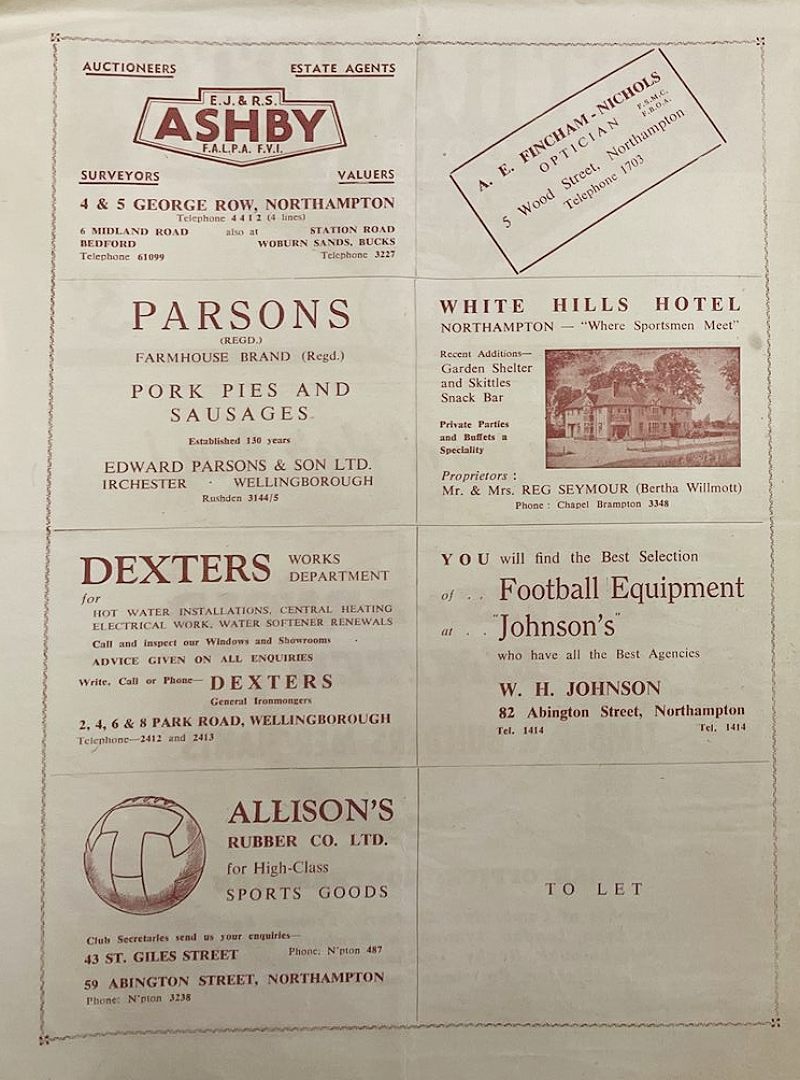 AUCTIONEERS ESTATE AGENTS
E.J. & R.S.
ASHBY
F.A.L.P.A. F.V.I.
SURVEYORS VALUERS
4 & 5 GEORGE ROW, NORTHAMPTON
Telephone 4412 (4 lines)
6 MIDLAND ROAD also at STATION ROAD
BEDFORD WOBURN SANDS, BUCKS
Telephone 61099 Telephone 3227
A. E. FINCHAM-NICHOLS
F.S.M.C.
F.B.O.A.
OPTICIAN
5 Wood Street, Northampton
Telephone 1703
PARSONS
(REGD.)
FARMHOUSE BRAND (Regd.)
PORK PIES AND
SAUSAGES
Established 130 years
EDWARD PARSONS & SON LTD.
IRCHESTER · WELLINGBOROUGH
Rushden 3144/5
WHITE HILLS HOTEL
NORTHAMPTON — "Where Sportsmen Meet"
Recent Additions—
Garden Shelter
and Skittles
Snack Bar
Private Parties
and Buffets a
Speciality
Proprietors :
Mr. & Mrs. REG SEYMOUR (Bertha Willmott)
Phone : Chapel Brampton 3348
DEXTERS WORKS
DEPARTMENT
for
HOT WATER INSTALLATIONS, CENTRAL HEATING
ELECTRICAL WORK, WATER SOFTENER RENEWALS
Call and inspect our Windows and Showrooms
ADVICE GIVEN ON ALL ENQUIRIES
Write, Call or Phone— DEXTERS
General Ironmongers
2, 4, 6 & 8 PARK ROAD, WELLINGBOROUGH
Telephone—2412 and 2413
YOU will find the Best Selection
of . . Football Equipment
at . . "Johnson's"
who have all the Best Agencies
W. H. JOHNSON
82 Abington Street, Northampton
Tel. 1414 Tel. 1414
ALLISON'S
RUBBER CO. LTD.
for High-Class
SPORTS GOODS
Club Secretaries send us your enquiries—
43 ST. GILES STREET Phone: N'pton 487
59 ABINGTON STREET, NORTHAMPTON
Phone: N'pton 3238
TO LET